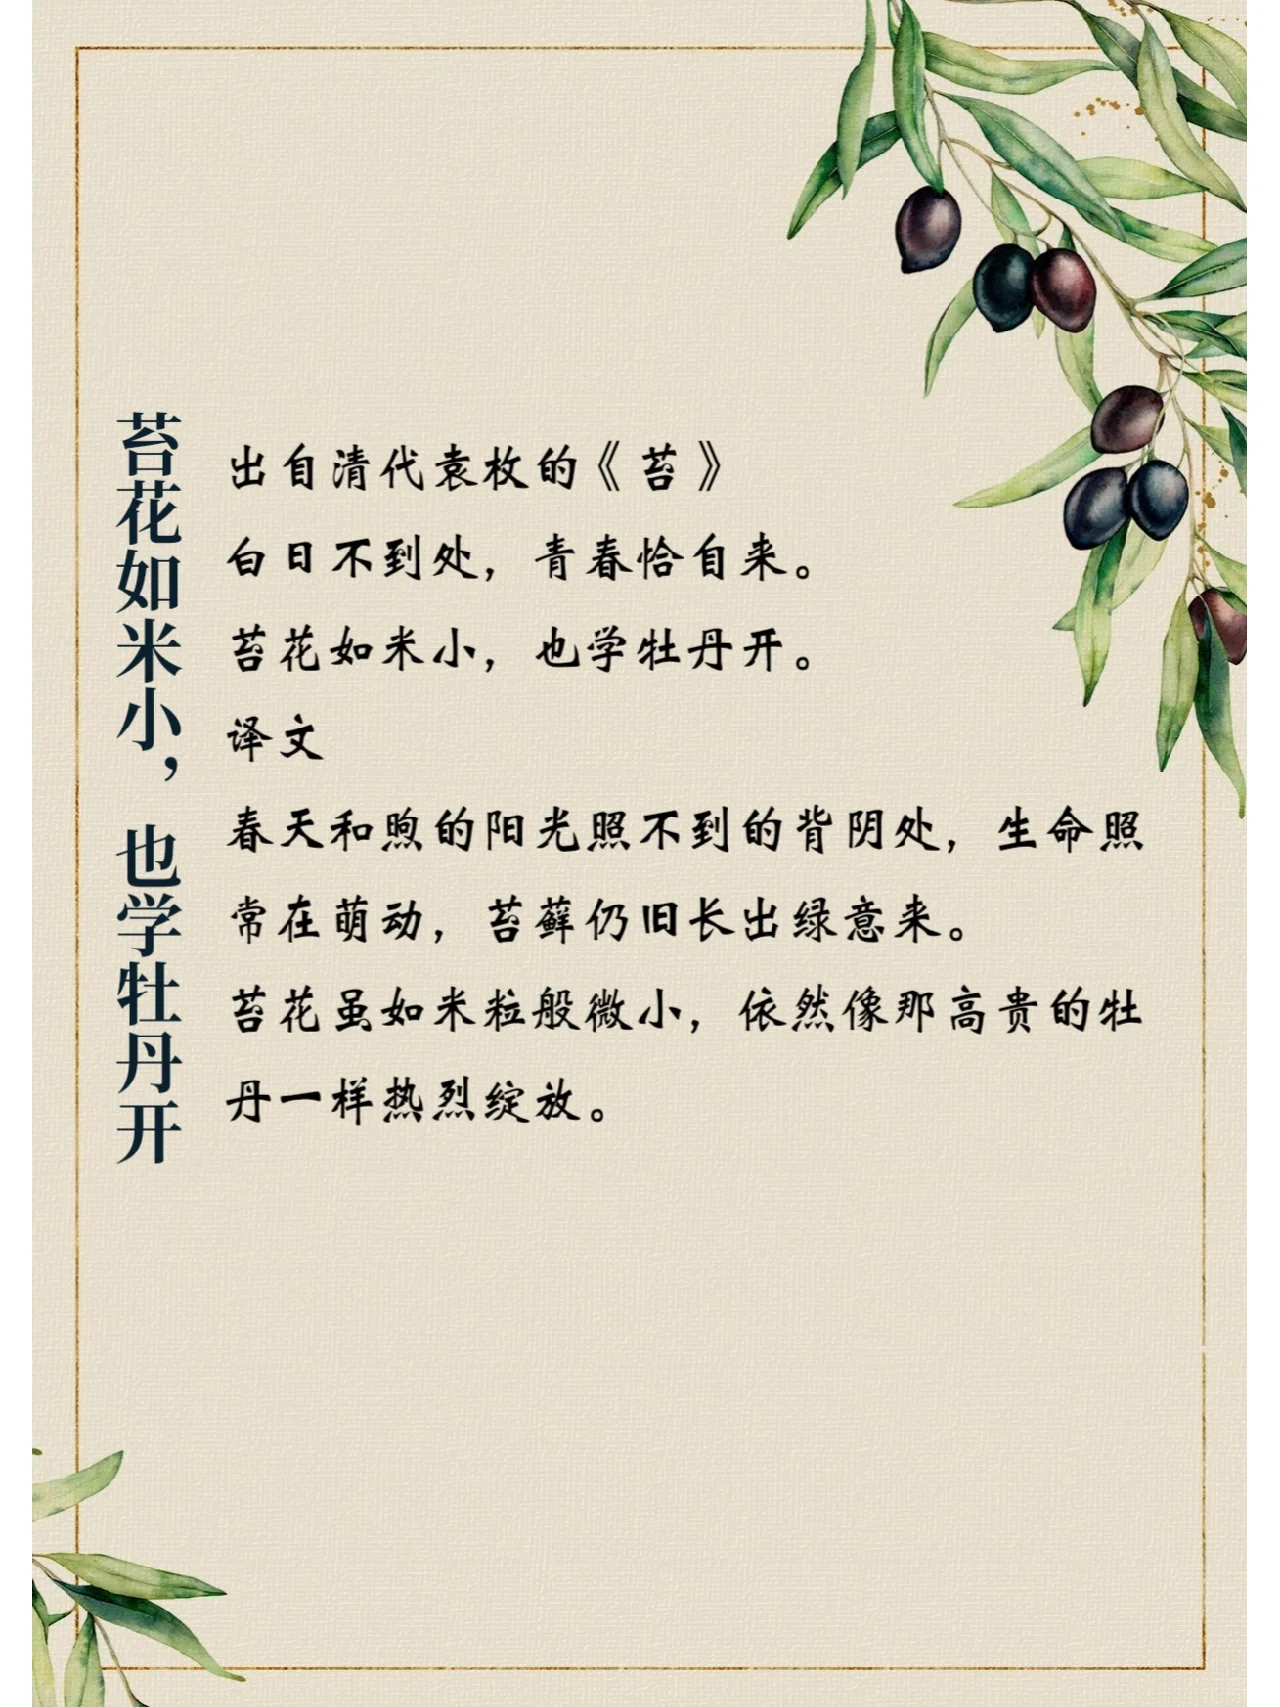 苔花如米小，也学牡丹开
出自清代袁枚的《苔》
白日不到处，青春恰自来。
苔花如米小，也学牡丹开。
译文
春天和煦的阳光照不到的背阴处，生命照
常在萌动，苔藓仍旧长出绿意来。
苔花虽如米粒般微小，依然像那高贵的牡
丹一样热烈绽放。